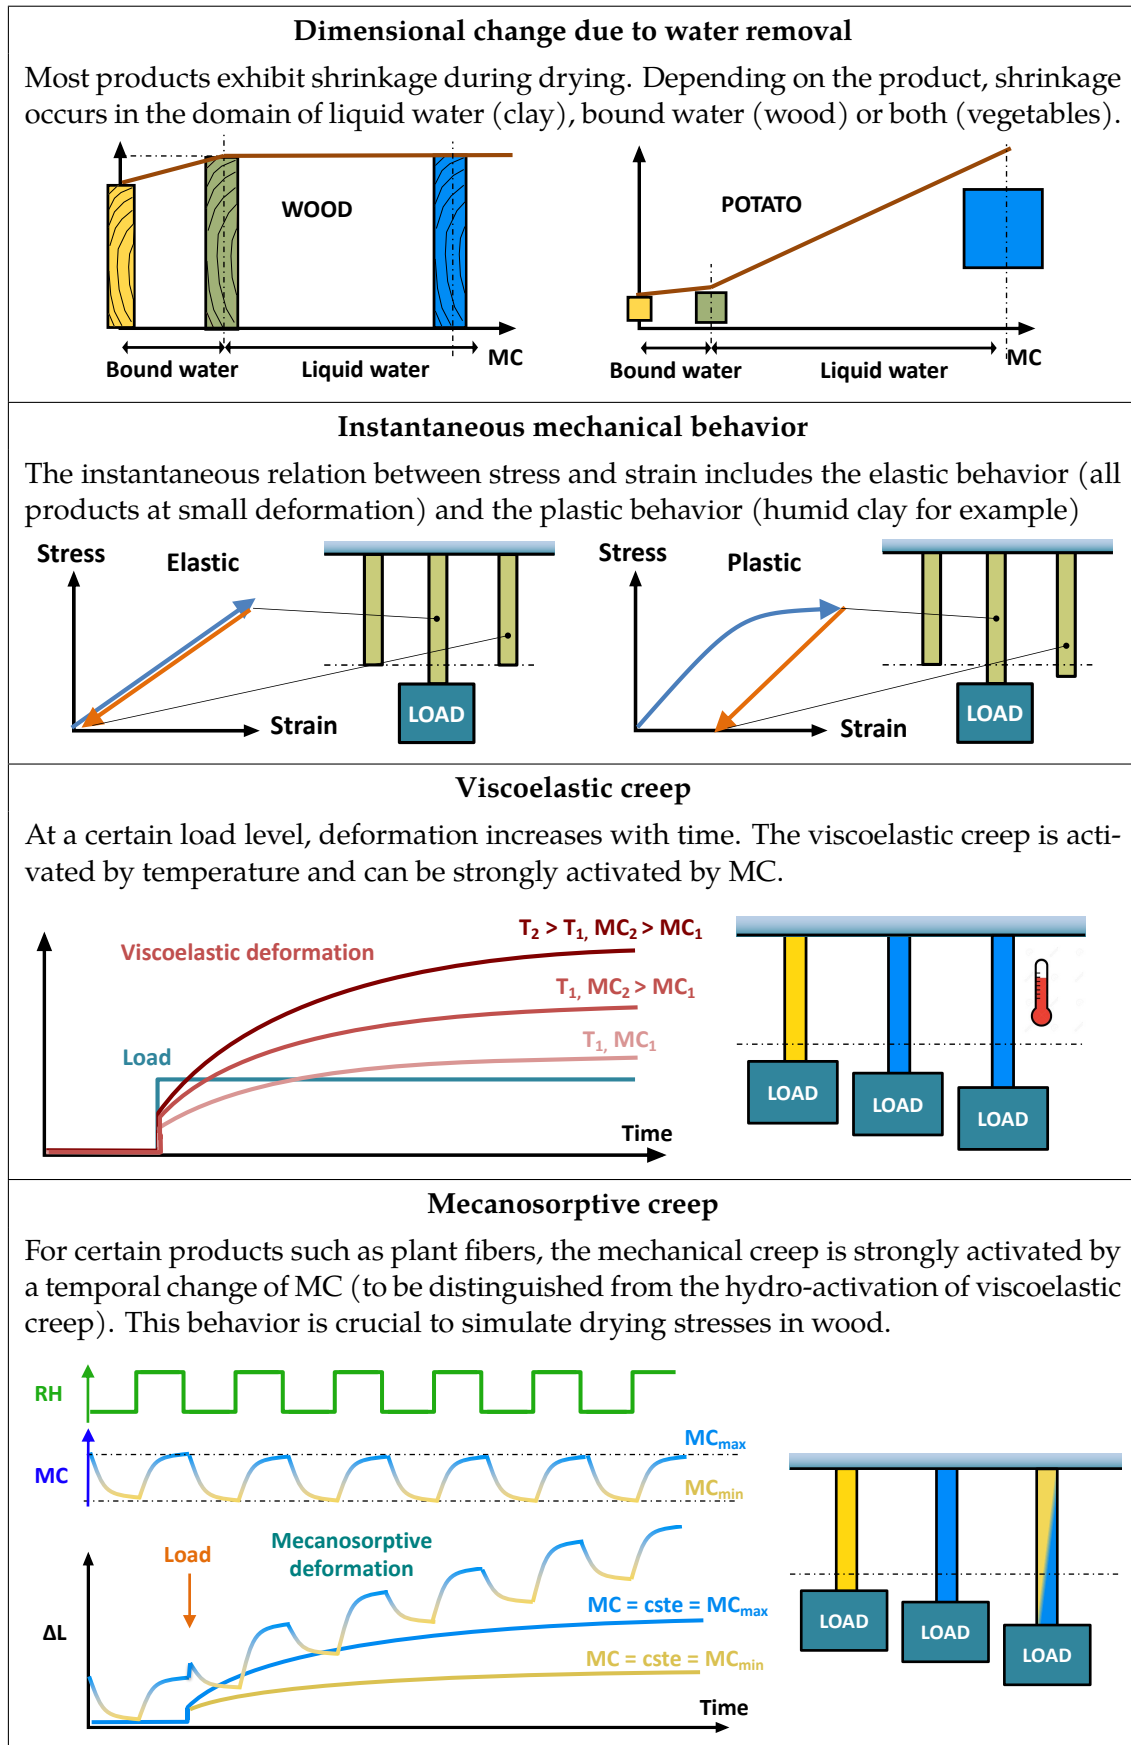 Dimensional change due to water removal
Most products exhibit shrinkage during drying. Depending on the product, shrinkage
occurs in the domain of liquid water (clay), bound water (wood) or both (vegetables).
WOOD
MC
Bound water
Liquid water
POTATO
MC
Bound water
Liquid water
Instantaneous mechanical behavior
The instantaneous relation between stress and strain includes the elastic behavior (all
products at small deformation) and the plastic behavior (humid clay for example)
Stress
Elastic
LOAD
Strain
Stress
Plastic
LOAD
Strain
Viscoelastic creep
At a certain load level, deformation increases with time. The viscoelastic creep is acti-
vated by temperature and can be strongly activated by MC.
T2 > T1, MC2 > MC1
Viscoelastic deformation
T1, MC2 > MC1
T1, MC1
Load
Time
LOAD
LOAD
LOAD
Mecanosorptive creep
For certain products such as plant fibers, the mechanical creep is strongly activated by
a temporal change of MC (to be distinguished from the hydro-activation of viscoelastic
creep). This behavior is crucial to simulate drying stresses in wood.
RH
MCmax
MC
MCmin
Mecanosorptive
deformation
Load
MC = cste = MCmax
ΔL
MC = cste = MCmin
Time
LOAD
LOAD
LOAD